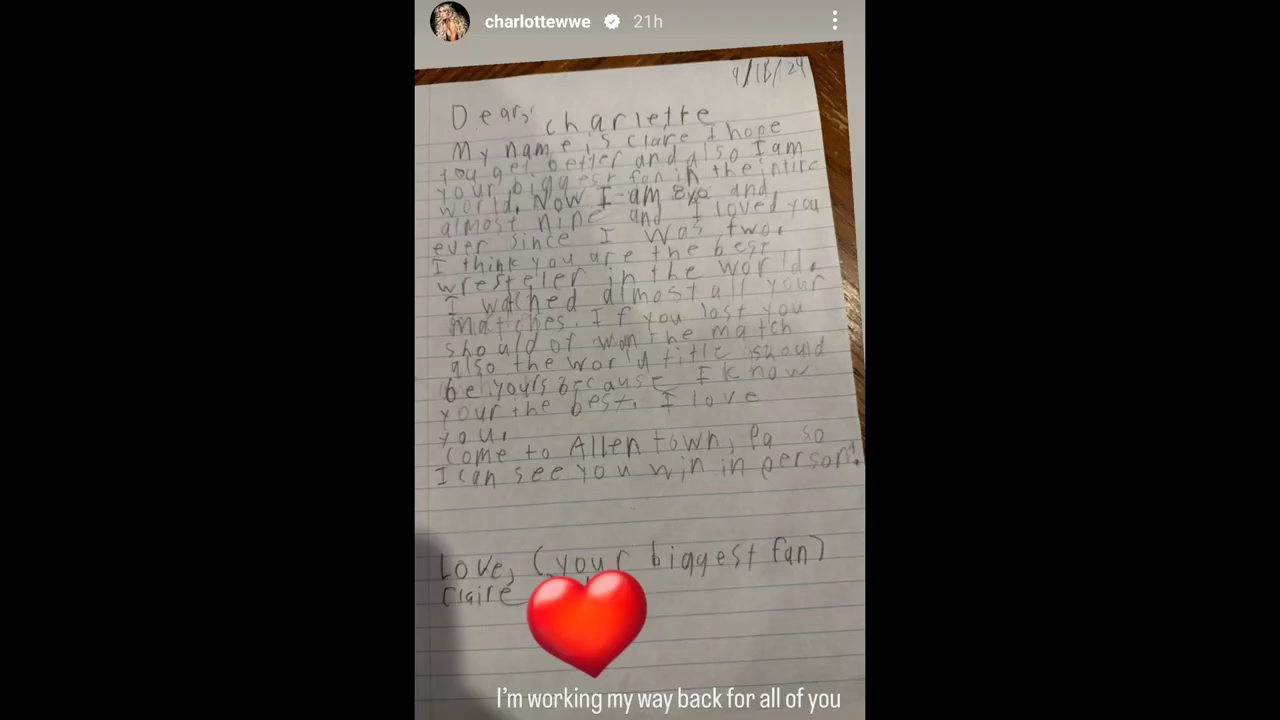 charlottewwe
21h
9/18/24
Dear, charlette
My name is Clare I hope
you get better and also I am
your biggest fan in the intire
world. Now I am 8yo and
almost nine and I loved you
ever since I was two.
I think you are the best
wresteler in the world.
I watched almost all your
matches. If you lost you
should of won the match
also the world title should
be yours because I know
your the best. I love
you.
Come to Allentown, Pa so
I can see you win in person!
Love, (your biggest fan)
Claire
I'm working my way back for all of you